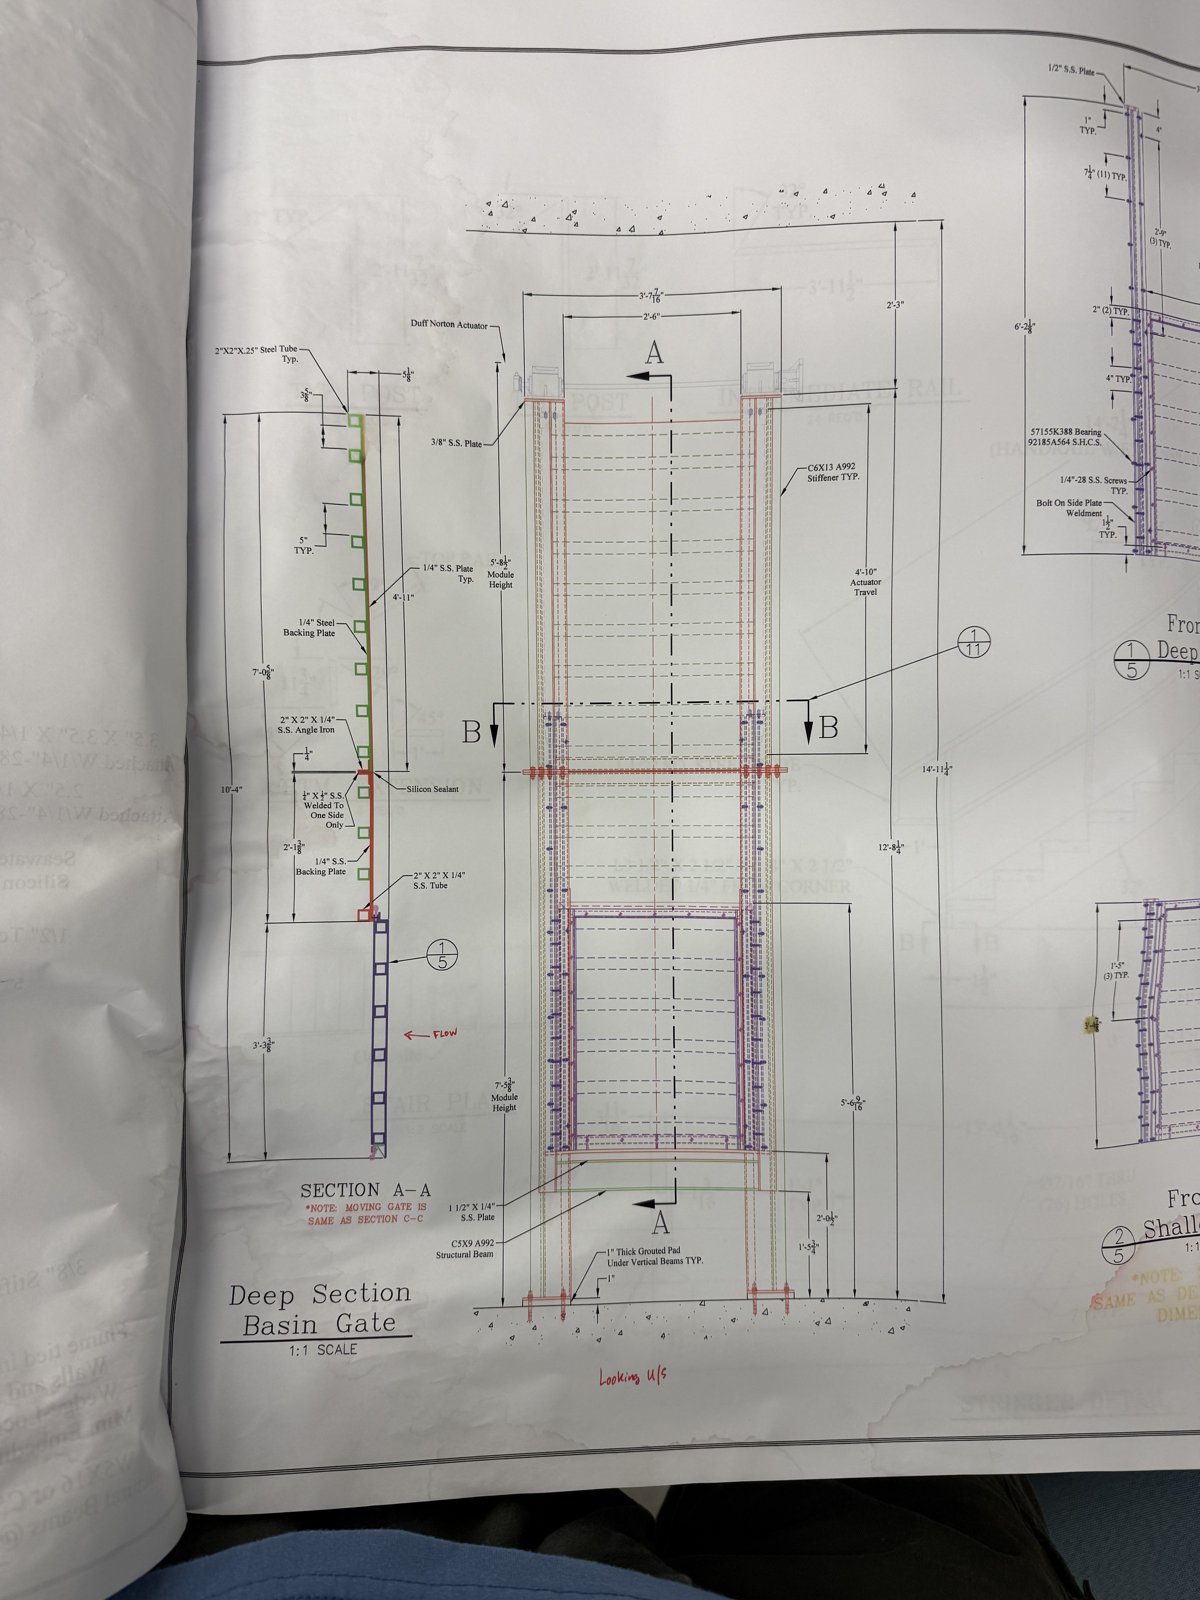 1/2" S.S. Plate
1"
TYP.
4"
7 1/4" (11) TYP.
2'-9"
(3) TYP.
2" (2) TYP.
6'-2 1/8"
4" TYP.
57155K388 Bearing
92185A564 S.H.C.S.
1/4"-28 S.S. Screws
TYP.
Bolt On Side Plate
Weldment
1 1/2"
TYP.
1
5
Deep
3'-7 7/16"
2'-6"
2'-3"
Duff Norton Actuator
A
3/8" S.S. Plate
C6X13 A992
Stiffener TYP.
5'-8 1/2"
Module
Height
4'-10"
Actuator
Travel
1
11
B
B
14'-11 1/4"
12'-8 1/4"
2"X2"X.25" Steel Tube
Typ.
5 1/8"
3 5/8"
5"
TYP.
1/4" S.S. Plate
Typ.
4'-11"
1/4" Steel
Backing Plate
7'-0 5/8"
2" X 2" X 1/4"
S.S. Angle Iron
1/4"
10'-4"
Silicon Sealant
S.S.
Welded To
One Side
Only
2'-1 3/8"
1/4" S.S.
Backing Plate
2" X 2" X 1/4"
S.S. Tube
1
5
← FLOW
3'-3 3/8"
7'-5 3/8"
Module
Height
5'-6 9/16"
1'-5"
(3) TYP.
SECTION A-A
*NOTE: MOVING GATE IS
SAME AS SECTION C-C
1 1/2" X 1/4"
S.S. Plate
A
2'-0 1/2"
C5X9 A992
Structural Beam
1'-5 3/4"
1" Thick Grouted Pad
Under Vertical Beams TYP.
1"
Deep Section
Basin Gate
1:1 SCALE
Looking U/S
2
5
*NOTE:
SAME AS